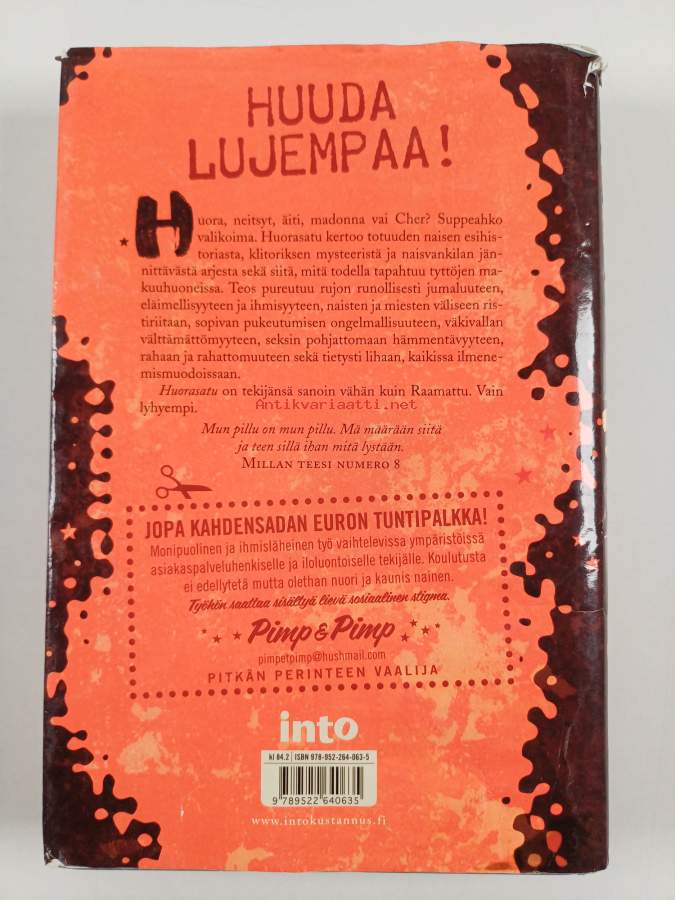 HUUDA
LUJEMPAA!
Huora, neitsyt, äiti, madonna vai Cher? Suppeahko
valikoima. Huorasatu kertoo totuuden naisen esihis-
toriasta, klitoriksen mysteeristä ja naisvankilan jän-
nittävästä arjesta sekä siitä, mitä todella tapahtuu tyttöjen ma-
kuuhuoneissa. Teos pureutuu rujon runollisesti jumaluuteen,
eläimellisyyteen ja ihmisyyteen, naisten ja miesten väliseen ris-
tiriitaan, sopivan pukeutumisen ongelmallisuuteen, väkivallan
välttämättömyyteen, seksin pohjattomaan hämmentävyyteen,
rahaan ja rahattomuuteen sekä tietysti lihaan, kaikissa ilmene-
mismuodoissaan.
Huorasatu on tekijänsä sanoin vähän kuin Raamattu. Vain
lyhyempi.
Antikvariaatti.net
Mun pillu on mun pillu. Mä määrään siitä
ja teen sillä ihan mitä lystään.
MILLAN TEESI NUMERO 8
JOPA KAHDENSADAN EURON TUNTIPALKKA!
Monipuolinen ja ihmisläheinen työ vaihtelevissa ympäristöissä
asiakaspalveluhenkiselle ja iloluontoiselle tekijälle. Koulutusta
ei edellytetä mutta olethan nuori ja kaunis nainen.
Työhön saattaa sisältyä lievä sosiaalinen stigma.
Pimp & Pimp
pimpetpimp@hushmail.com
PITKÄN PERINTEEN VAALIJA
into
kl 84.2 ISBN 978-952-264-063-5
9 789522 640635
www.intokustannus.fi